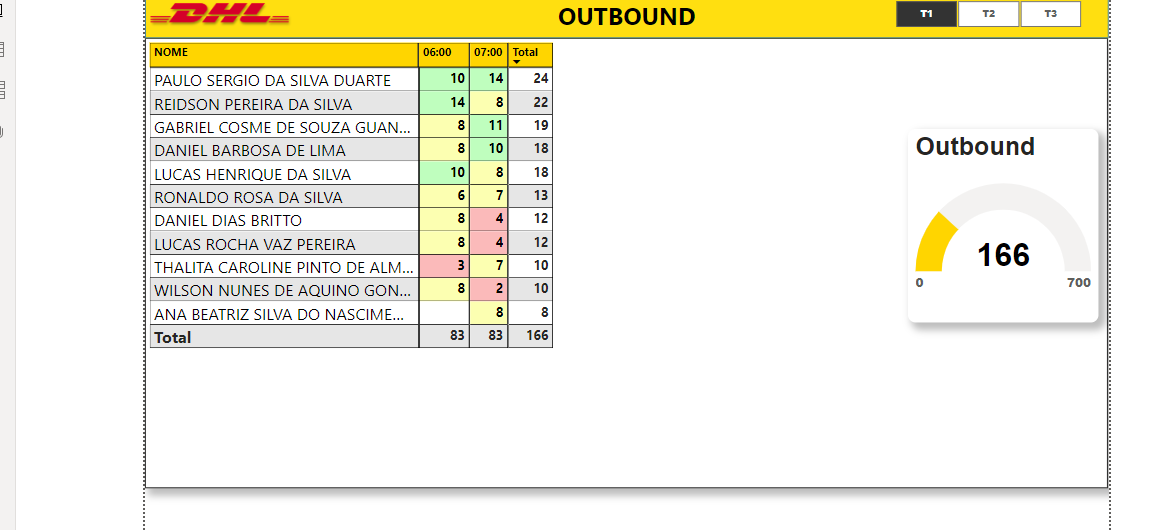 DHL OUTBOUND T1 T2 T3
NOME 06:00 07:00 Total
PAULO SERGIO DA SILVA DUARTE 10 14 24
REIDSON PEREIRA DA SILVA 14 8 22
GABRIEL COSME DE SOUZA GUAN... 8 11 19
DANIEL BARBOSA DE LIMA 8 10 18
LUCAS HENRIQUE DA SILVA 10 8 18
RONALDO ROSA DA SILVA 6 7 13
DANIEL DIAS BRITTO 8 4 12
LUCAS ROCHA VAZ PEREIRA 8 4 12
THALITA CAROLINE PINTO DE ALM... 3 7 10
WILSON NUNES DE AQUINO GON... 8 2 10
ANA BEATRIZ SILVA DO NASCIME... 8 8
Total 83 83 166
Outbound
166
0 700